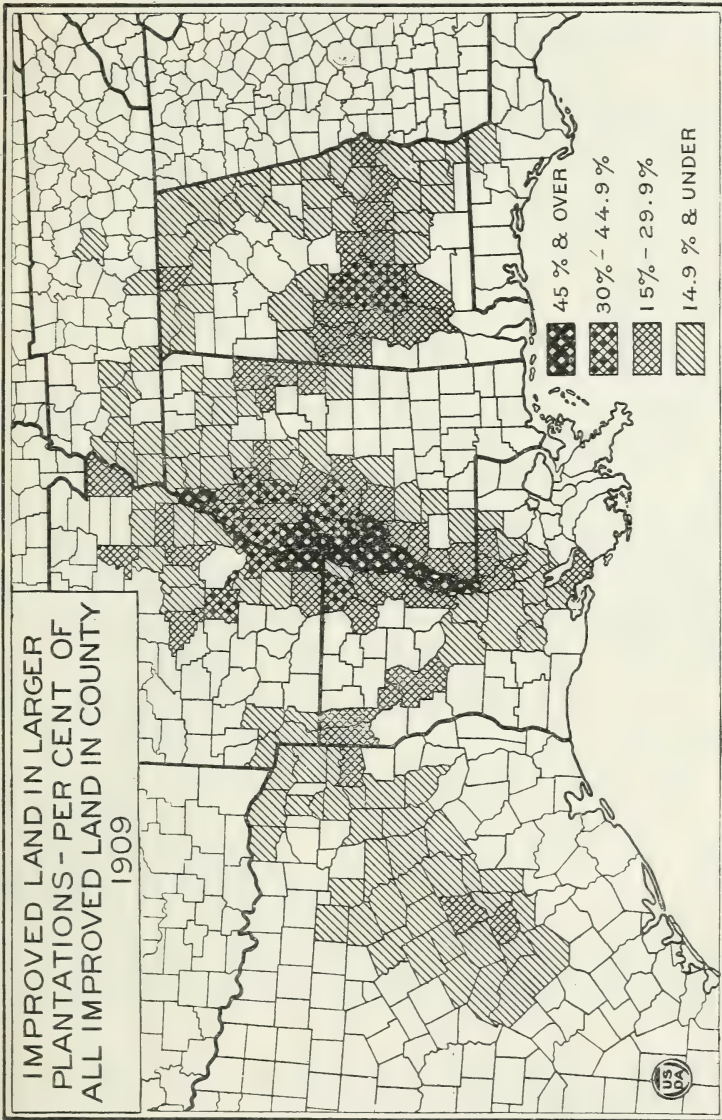 IMPROVED LAND IN LARGER
PLANTATIONS - PER CENT OF
ALL IMPROVED LAND IN COUNTY
1909
45 % & OVER
30% - 44.9 %
15% - 29.9%
14.9 % & UNDER
US
DA